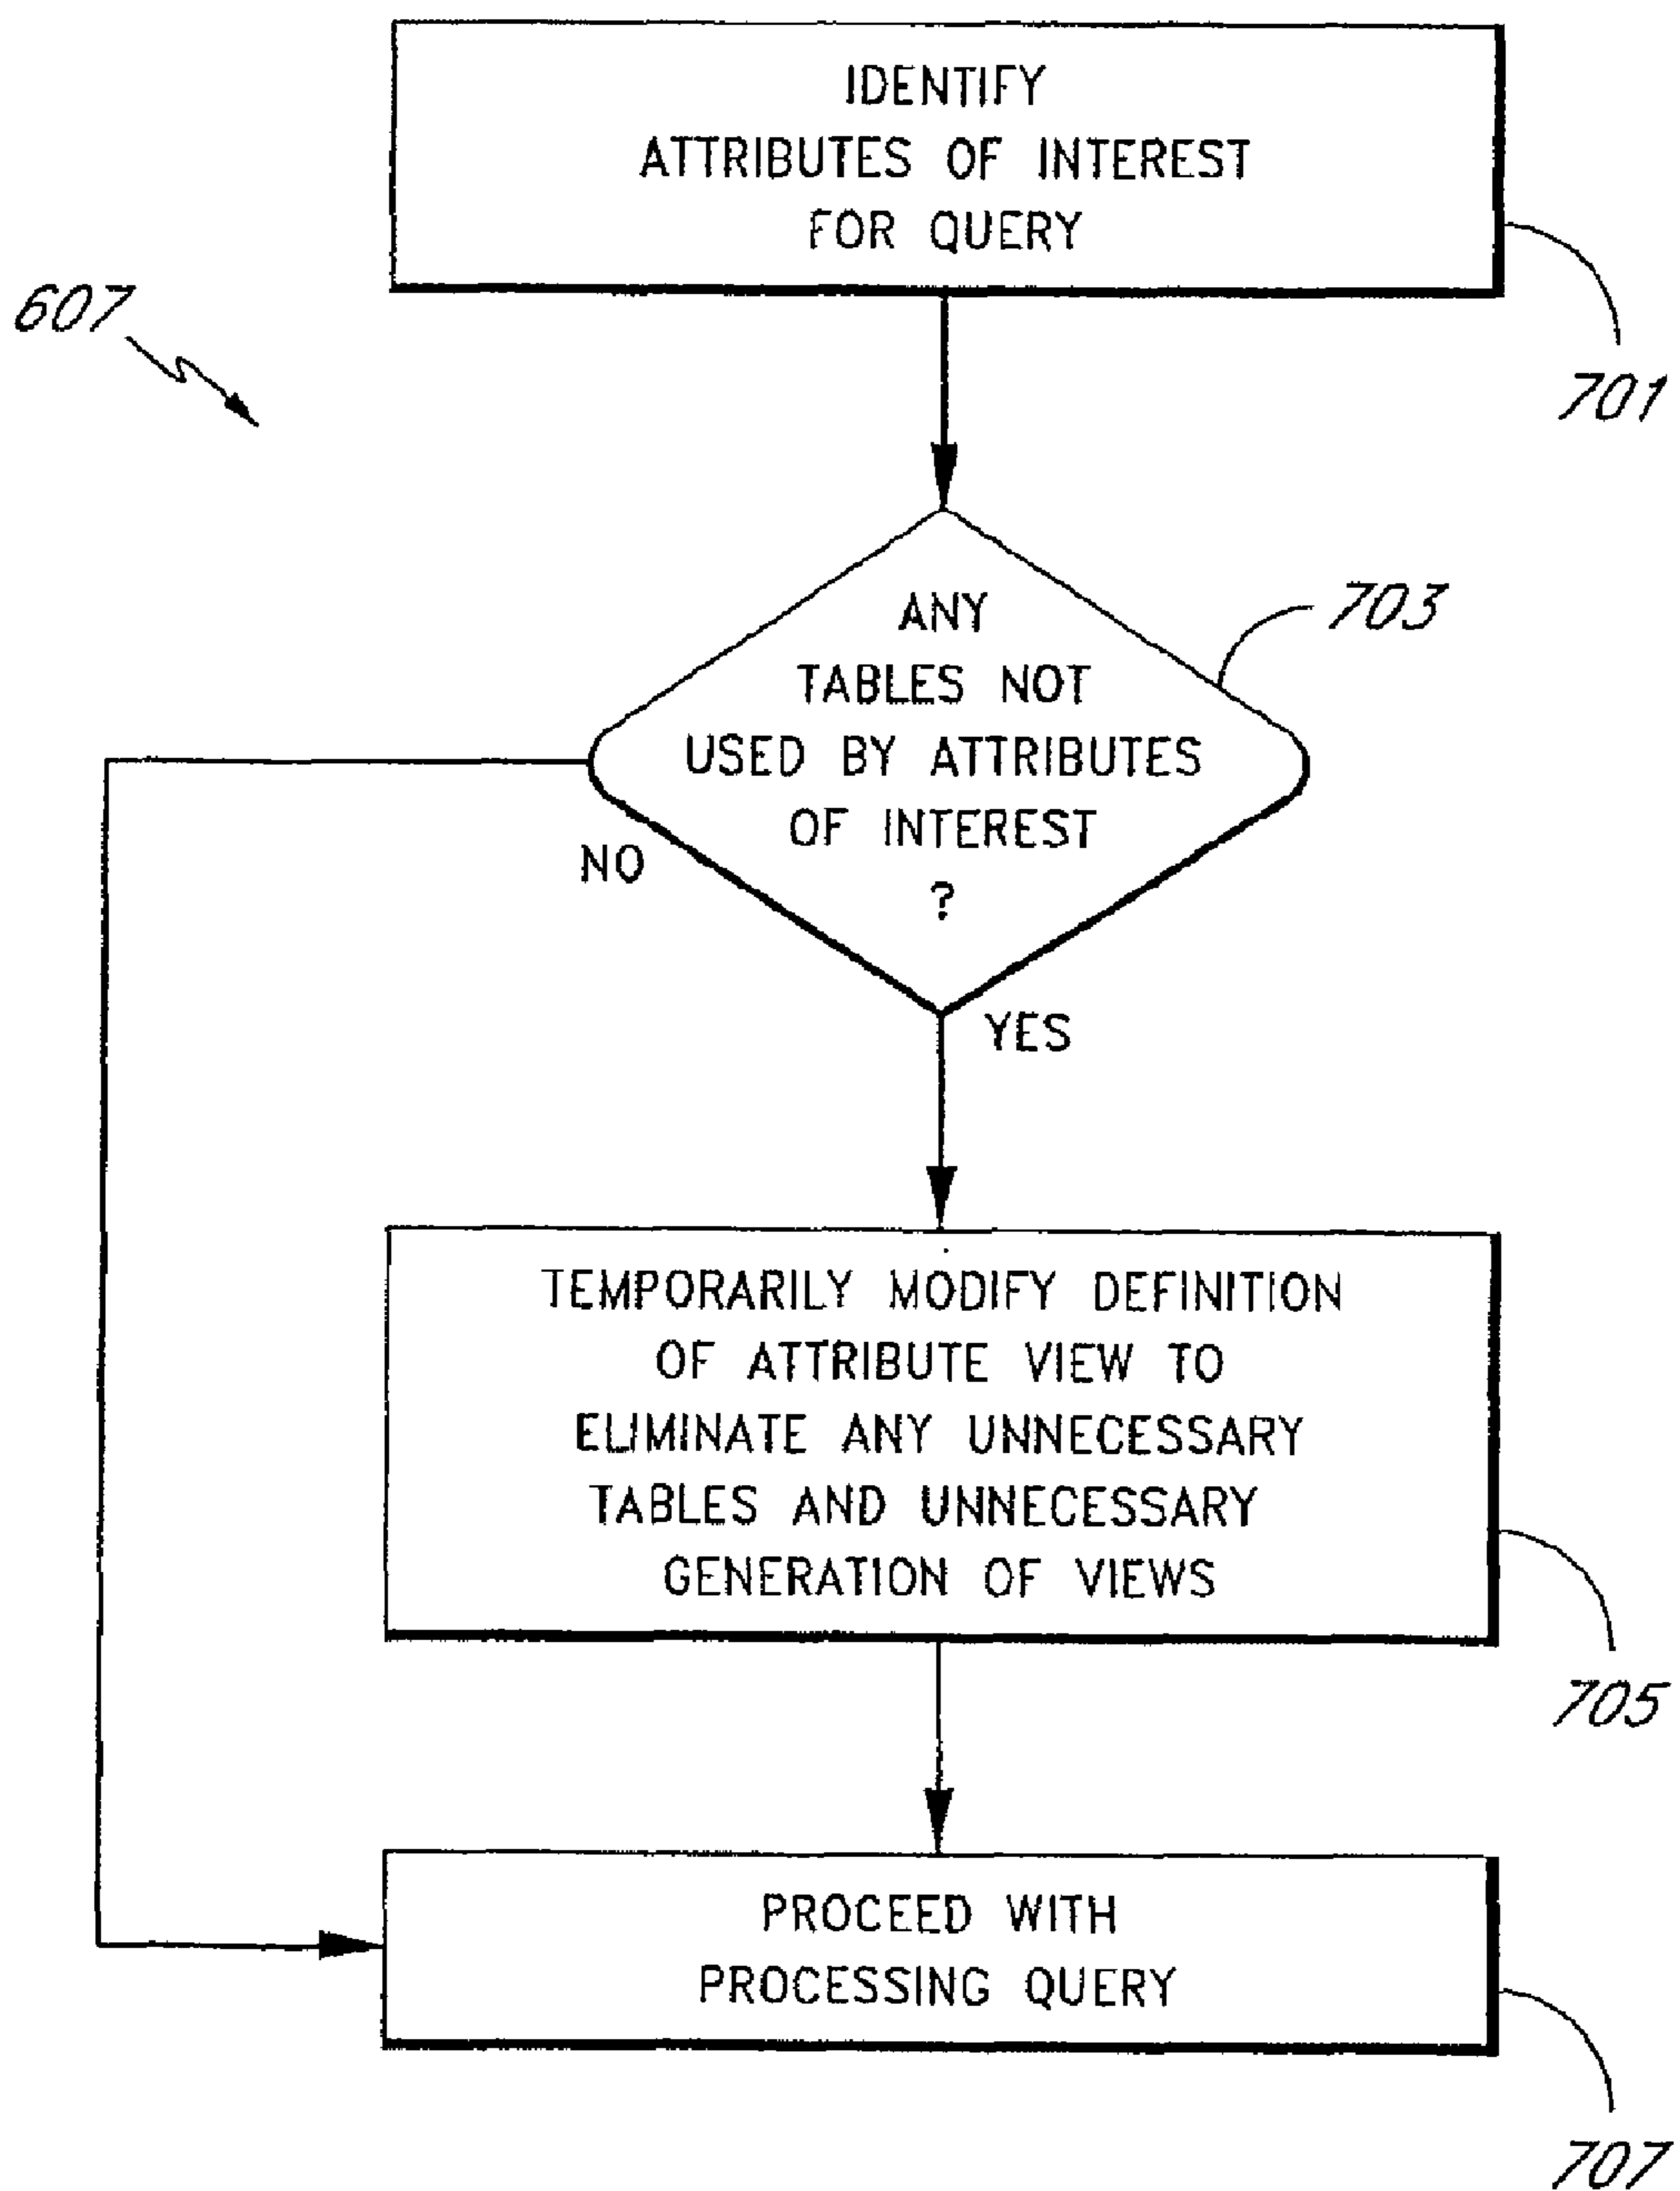 IDENTIFY
ATTRIBUTES OF INTEREST
FOR QUERY
607
701
ANY
TABLES NOT
USED BY ATTRIBUTES
OF INTEREST
?
703
NO
YES
TEMPORARILY MODIFY DEFINITION
OF ATTRIBUTE VIEW TO
ELIMINATE ANY UNNECESSARY
TABLES AND UNNECESSARY
GENERATION OF VIEWS
705
PROCEED WITH
PROCESSING QUERY
707